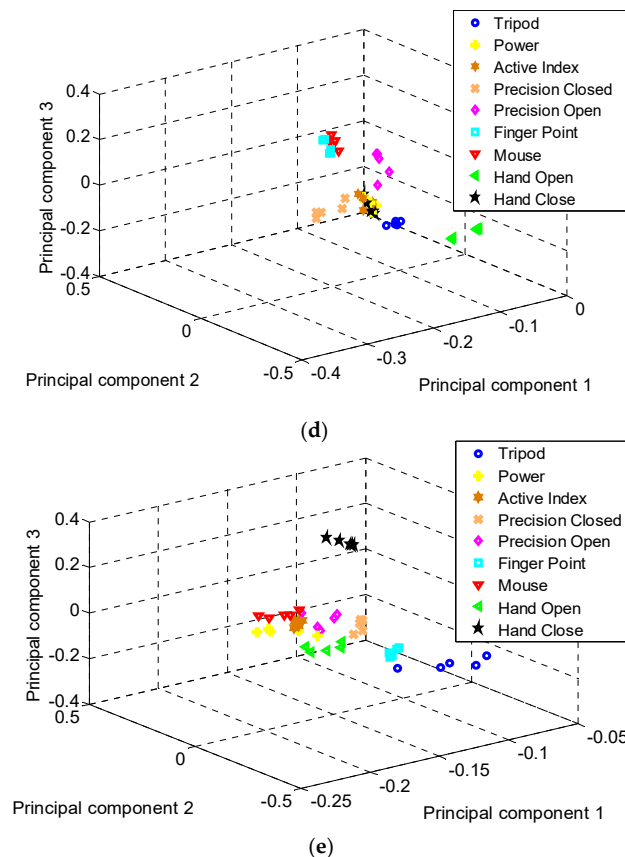 Tripod
Power
Active Index
Precision Closed
Precision Open
Finger Point
Mouse
Hand Open
Hand Close
0.4
0.2
0
-0.2
-0.4
Principal component 3
0.5
0
-0.5
Principal component 2
-0.4
-0.3
-0.2
-0.1
0
Principal component 1
(d)
Tripod
Power
Active Index
Precision Closed
Precision Open
Finger Point
Mouse
Hand Open
Hand Close
0.4
0.2
0
-0.2
-0.4
Principal component 3
0.5
0
-0.5
Principal component 2
-0.25
-0.2
-0.15
-0.1
-0.05
Principal component 1
(e)